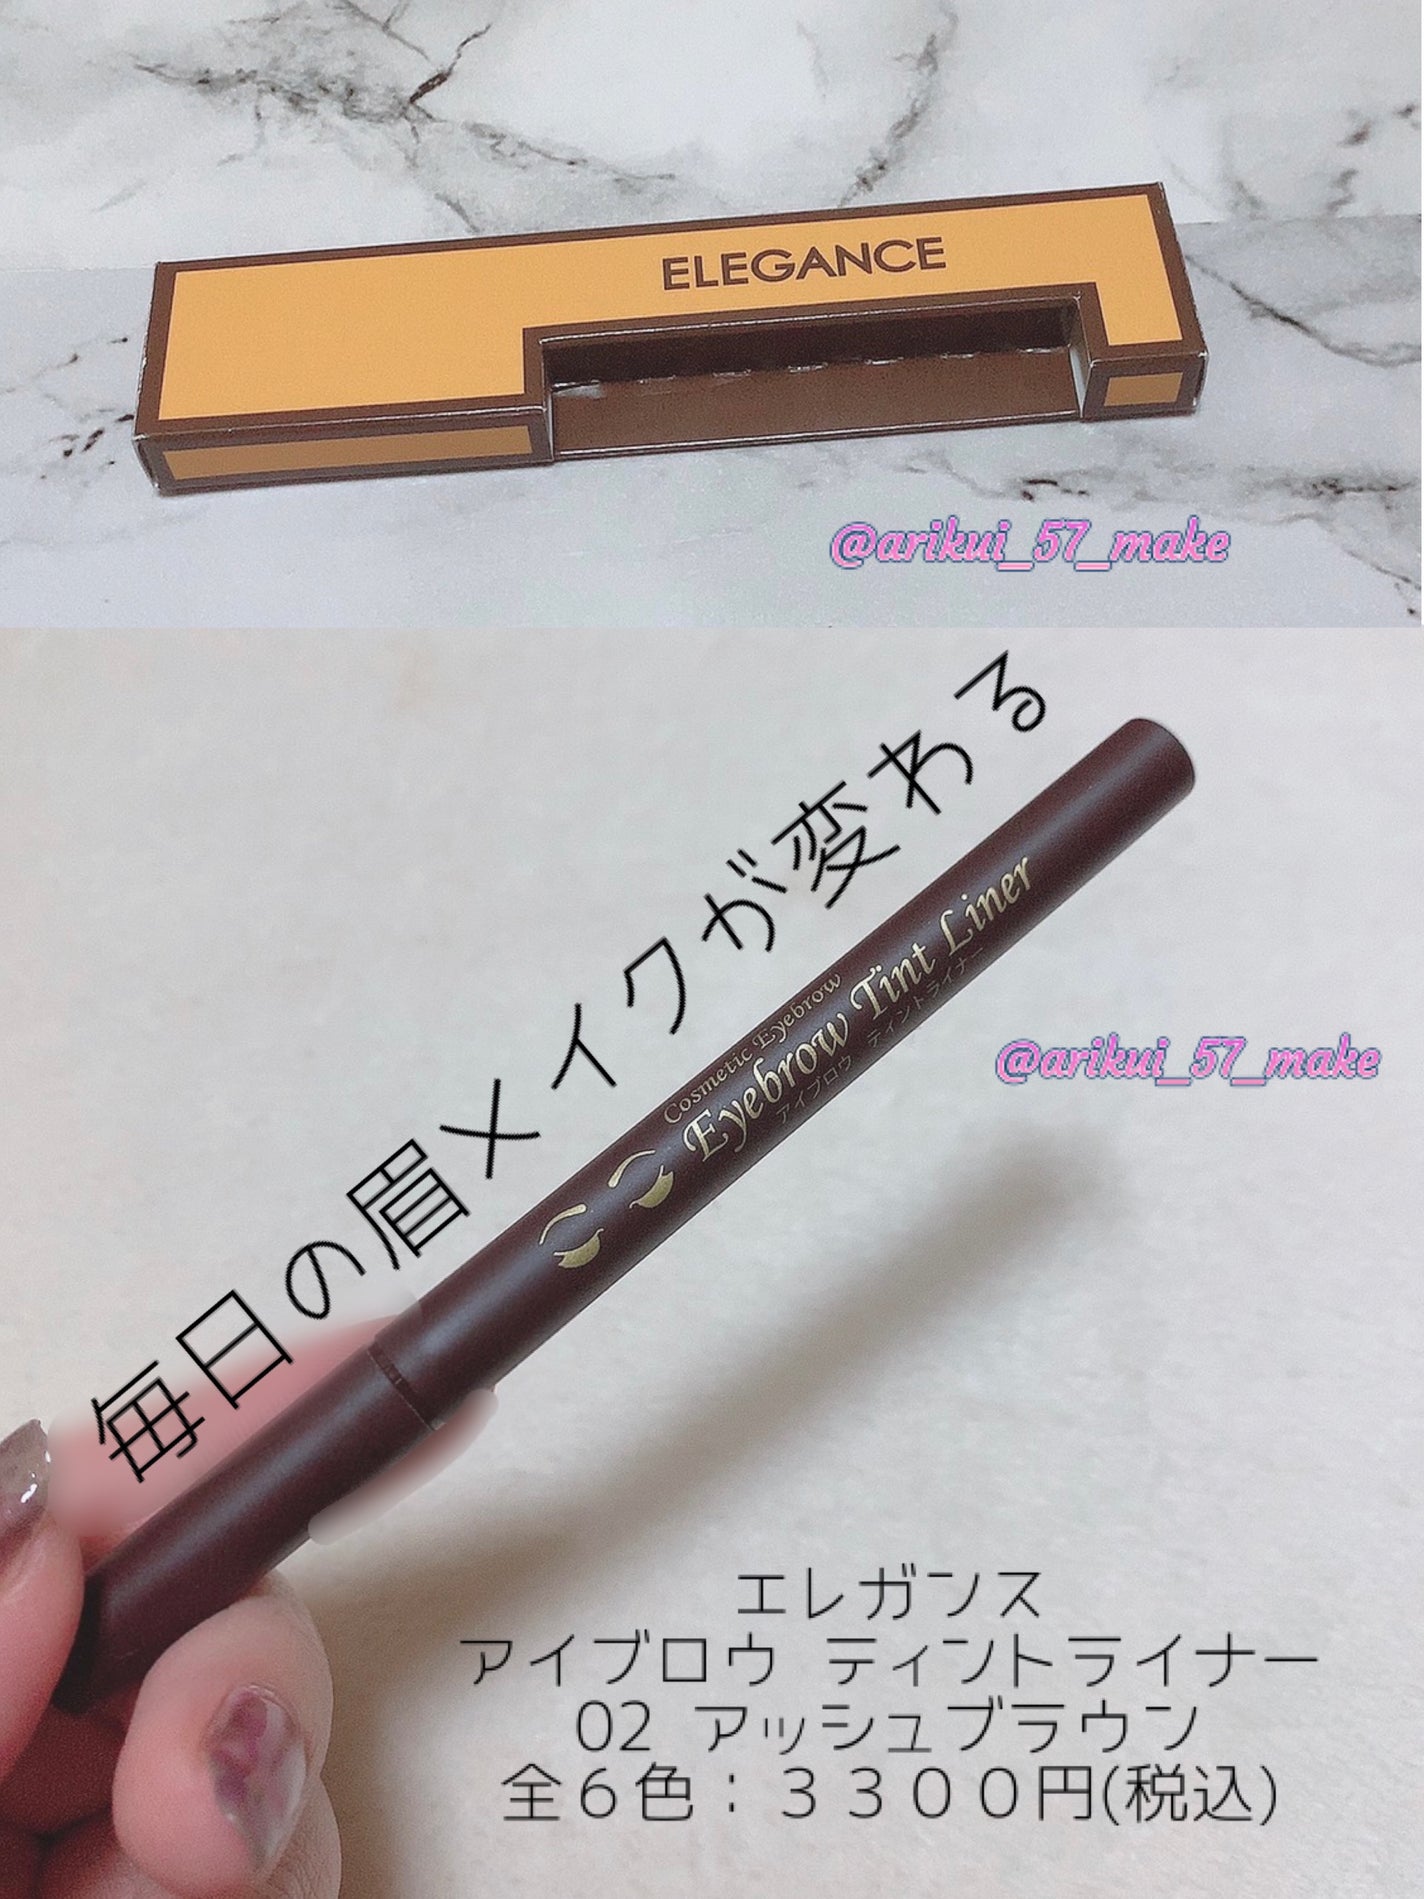 ELEGANCE
@arikui_57_make
毎日の眉メイクが変わる
Cosmetic Eyebrow
Eyebrow Tint Liner
アイブロウ ティントライナー
@arikui_57_make
エレガンス
アイブロウ ティントライナー
02 アッシュブラウン
全6色：３３００円(税込)